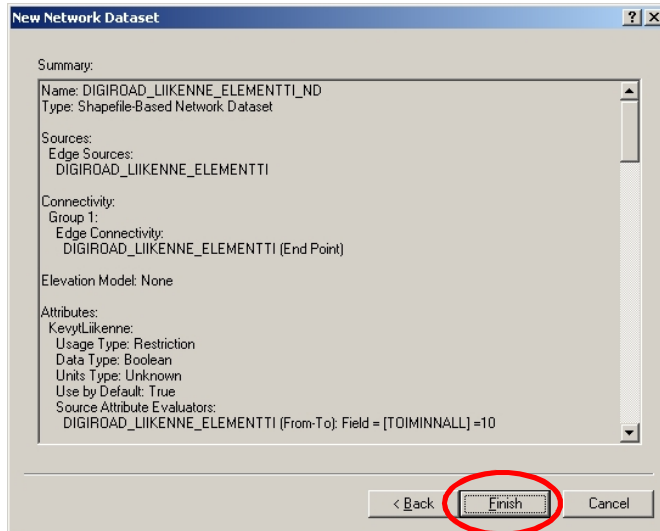 New Network Dataset
Summary:
Name: DIGIROAD_LIIKENNE_ELEMENTTI_ND
Type: Shapefile-Based Network Dataset
Sources:
Edge Sources:
DIGIROAD_LIIKENNE_ELEMENTTI
Connectivity:
Group 1:
Edge Connectivity:
DIGIROAD_LIIKENNE_ELEMENTTI (End Point)
Elevation Model: None
Attributes:
KevytLiikenne:
Usage Type: Restriction
Data Type: Boolean
Units Type: Unknown
Use by Default: True
Source Attribute Evaluators:
DIGIROAD_LIIKENNE_ELEMENTTI (From-To): Field = [TOIMINNALL] =10
< Back Finish Cancel